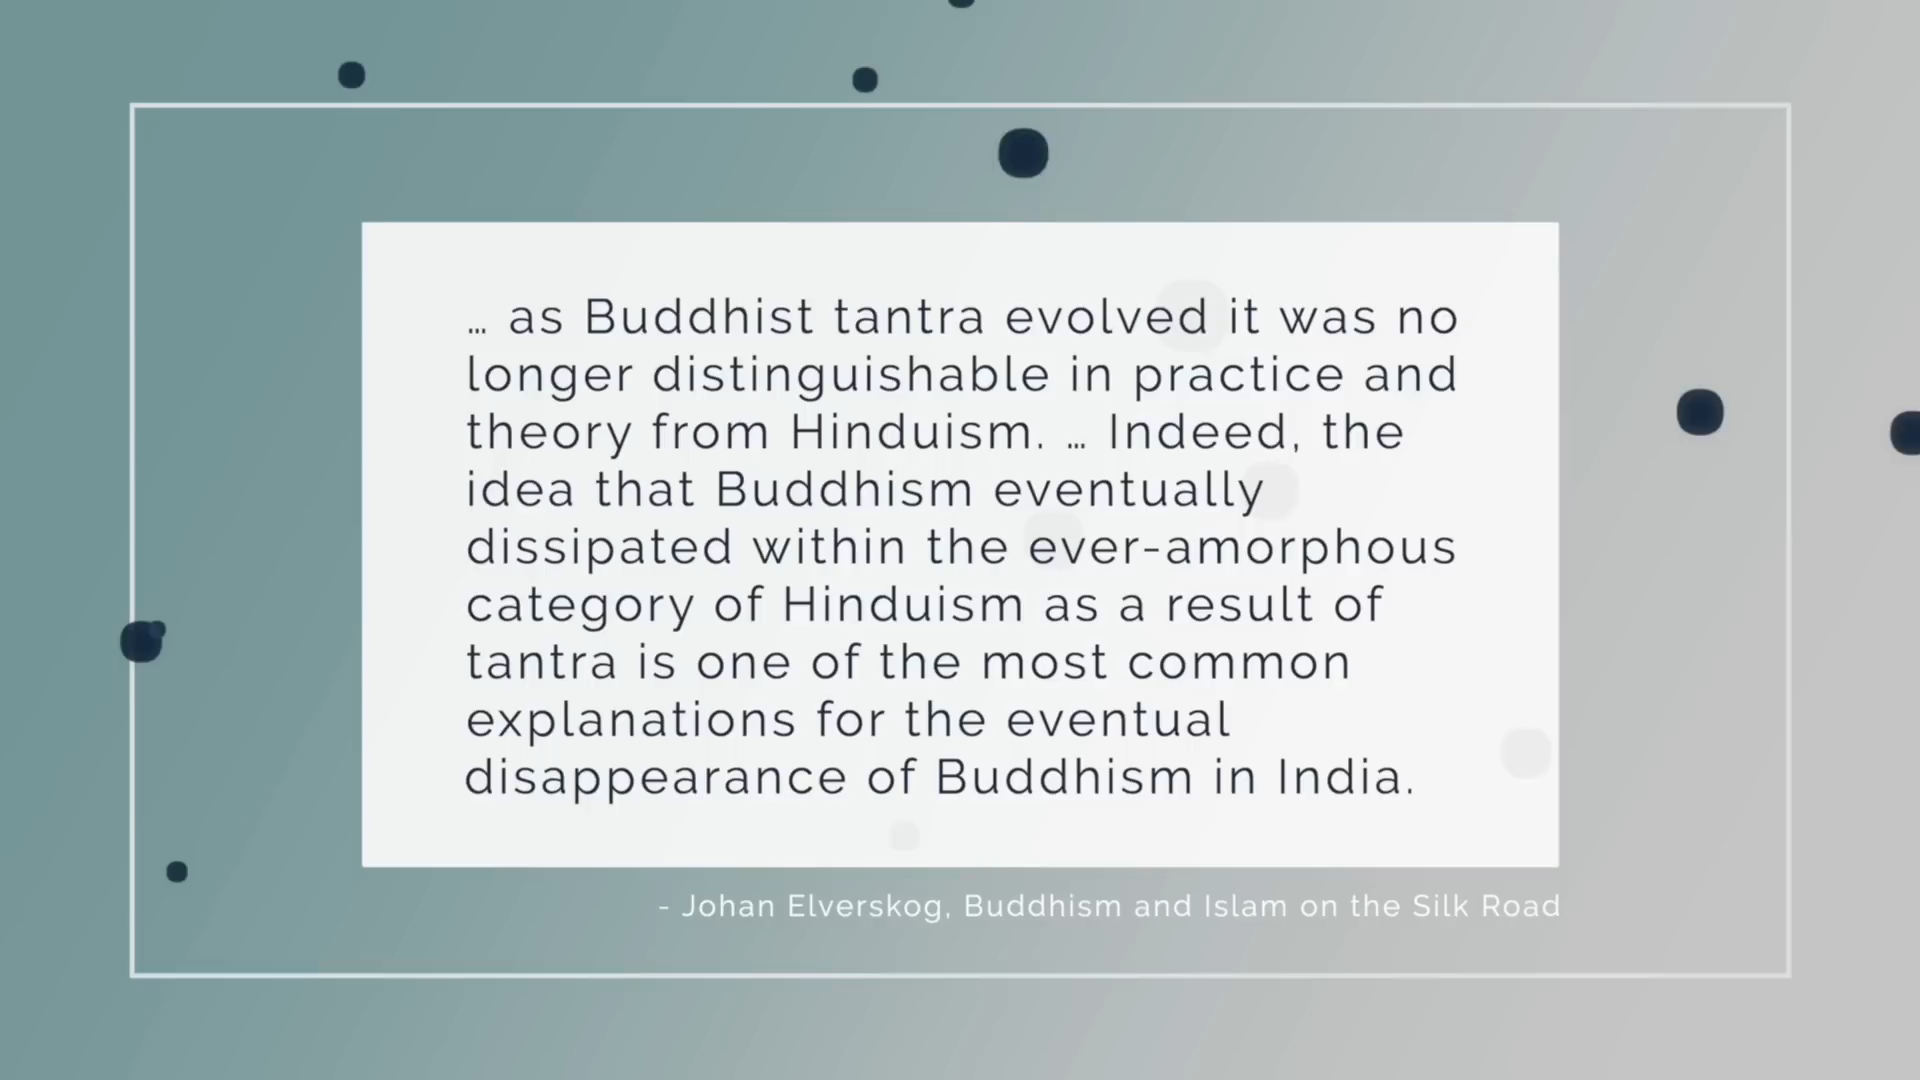 … as Buddhist tantra evolved it was no
longer distinguishable in practice and
theory from Hinduism. … Indeed, the
idea that Buddhism eventually
dissipated within the ever-amorphous
category of Hinduism as a result of
tantra is one of the most common
explanations for the eventual
disappearance of Buddhism in India.
- Johan Elverskog, Buddhism and Islam on the Silk Road